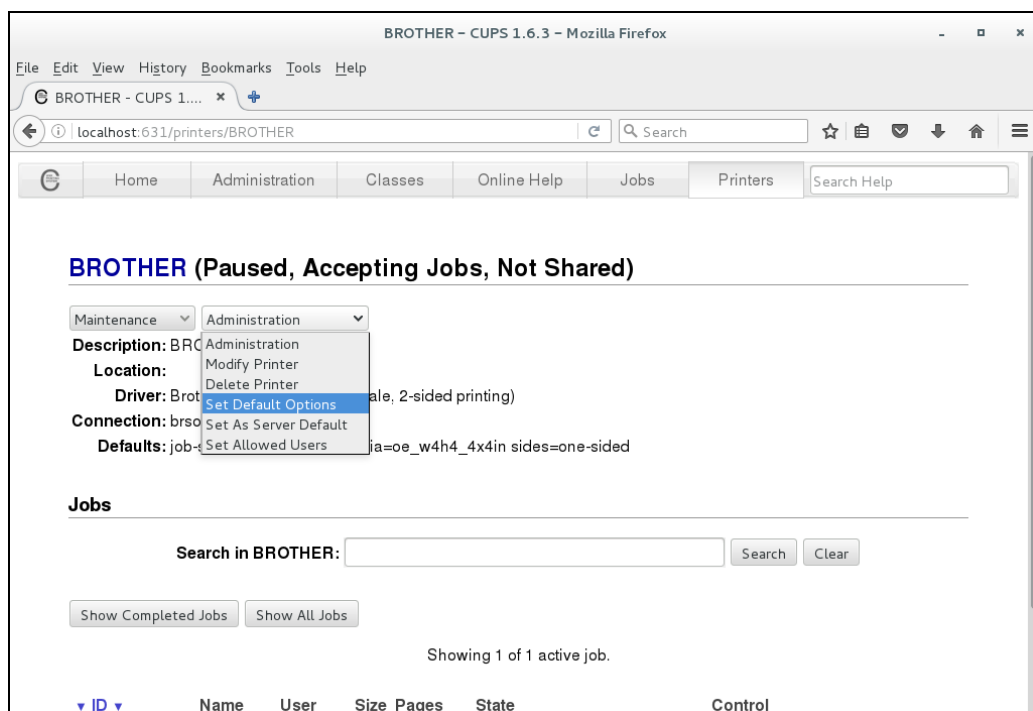 BROTHER – CUPS 1.6.3 – Mozilla Firefox
File Edit View History Bookmarks Tools Help
BROTHER - CUPS 1....
localhost:631/printers/BROTHER Search
Home Administration Classes Online Help Jobs Printers Search Help
BROTHER (Paused, Accepting Jobs, Not Shared)
Maintenance Administration
Description: BRO Administration
Modify Printer
Location:
Delete Printer
Driver: Brot ale, 2-sided printing)
Set Default Options
Connection: brso Set As Server Default
Defaults: job-s Set Allowed Users ia=oe_w4h4_4x4in sides=one-sided
Jobs
Search in BROTHER: Search Clear
Show Completed Jobs Show All Jobs
Showing 1 of 1 active job.
▼ ID ▼ Name User Size Pages State Control